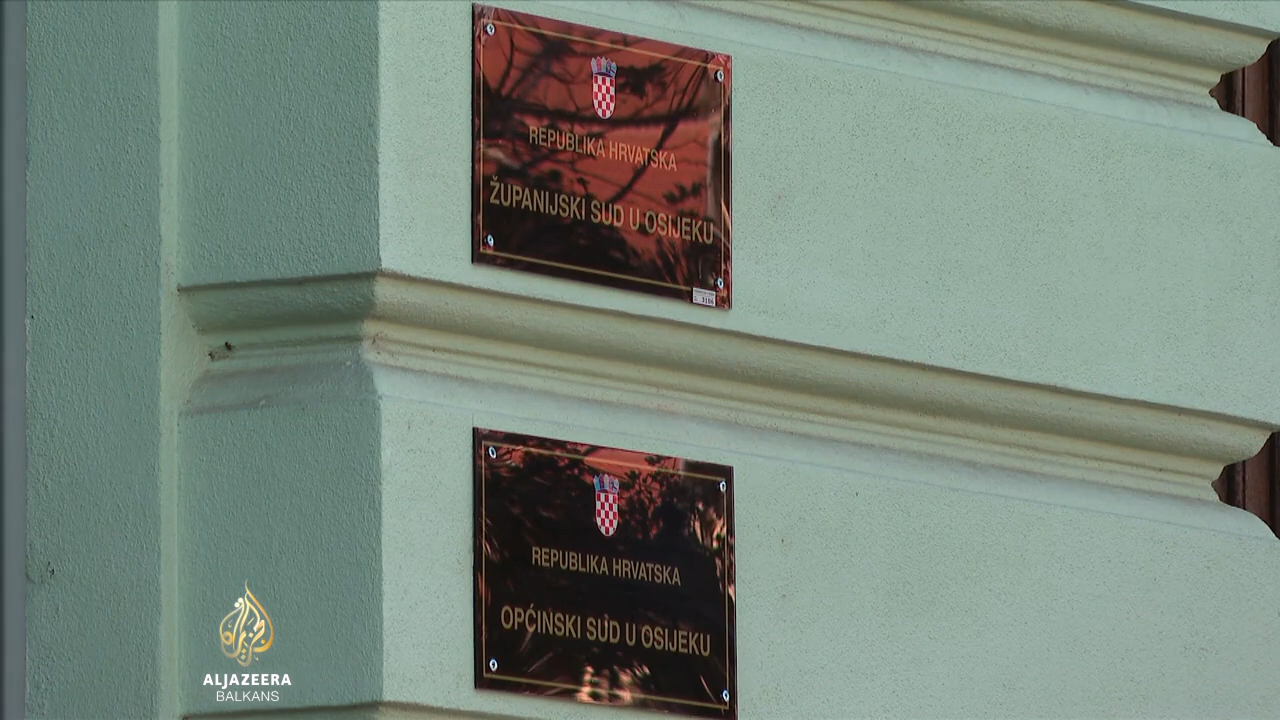 REPUBLIKA HRVATSKA
ŽUPANIJSKI SUD U OSIJEKU
REPUBLIKA HRVATSKA
OPĆINSKI SUD U OSIJEKU
ALJAZEERA
BALKANS